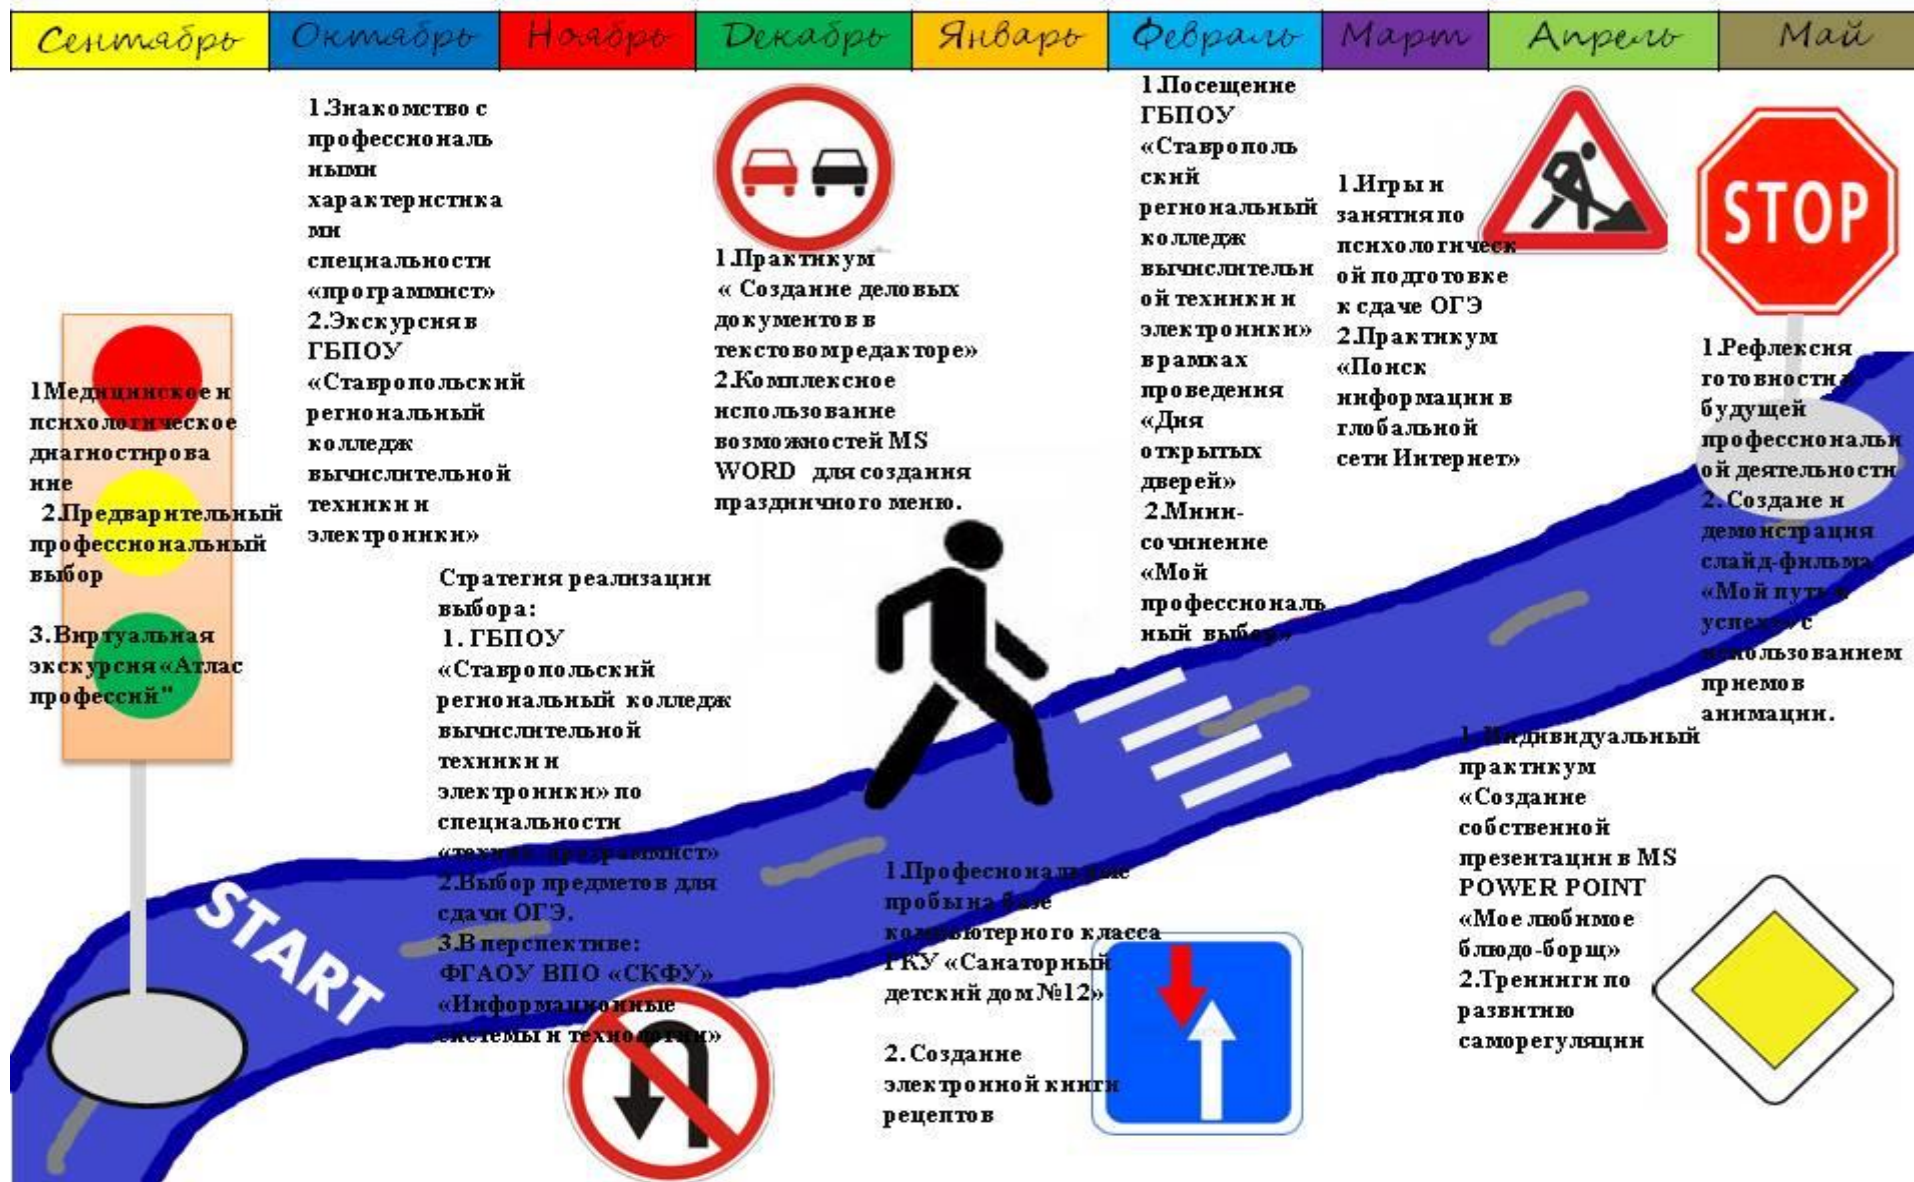 Сентябрь
Октябрь
Ноябрь
Декабрь
Январь
Февраль
Март
Апрель
Май
1Медицинское и
психологическое
диагностирова
ние
2.Предварительный
профессиональный
выбор
3.Виртуальная
экскурсия «Атлас
профессий"
START
1.Знакомство с
профессиональ
ными
характеристика
ми
специальности
«программист»
2.Экскурсия в
ГБПОУ
«Ставропольский
региональный
колледж
вычислительной
техники и
электроники»
Стратегия реализации
выбора:
1. ГБПОУ
«Ставропольский
региональный колледж
вычислительной
техники и
электроники» по
специальности
«техник программист»
2.Выбор предметов для
сдачи ОГЭ.
3.В перспективе:
ФГАОУ ВПО «СКФУ»
«Информационные
системы и технологии»
1.Практикум
« Создание деловых
документов в
текстовом редакторе»
2.Комплексное
использование
возможностей MS
WORD для создания
праздничного меню.
1.Професиональные
пробы на базе
компьютерного класса
ГКУ «Санаторный
детский дом №12»
2. Создание
электронной книги
рецептов
1.Посещение
ГБПОУ
«Ставрополь
ский
региональный
колледж
вычислительн
ой техники и
электроники»
в рамках
проведения
«Дня
открытых
дверей»
2.Мини-
сочинение
«Мой
профессиональ
ный выбор»
1.Игры и
занятия по
психологическ
ой подготовке
к сдаче ОГЭ
2.Практикум
«Поиск
информации в
глобальной
сети Интернет»
1. Индивидуальный
практикум
«Создание
собственной
презентации в MS
POWER POINT
«Мое любимое
блюдо-борщ»
2.Тренинги по
развитию
саморегуляции
STOP
1.Рефлексия
готовности к
будущей
профессиональн
ой деятельности
2. Создане и
демонстрация
слайд-фильма
«Мой путь к
успеху» с
использованием
приемов
анимации.